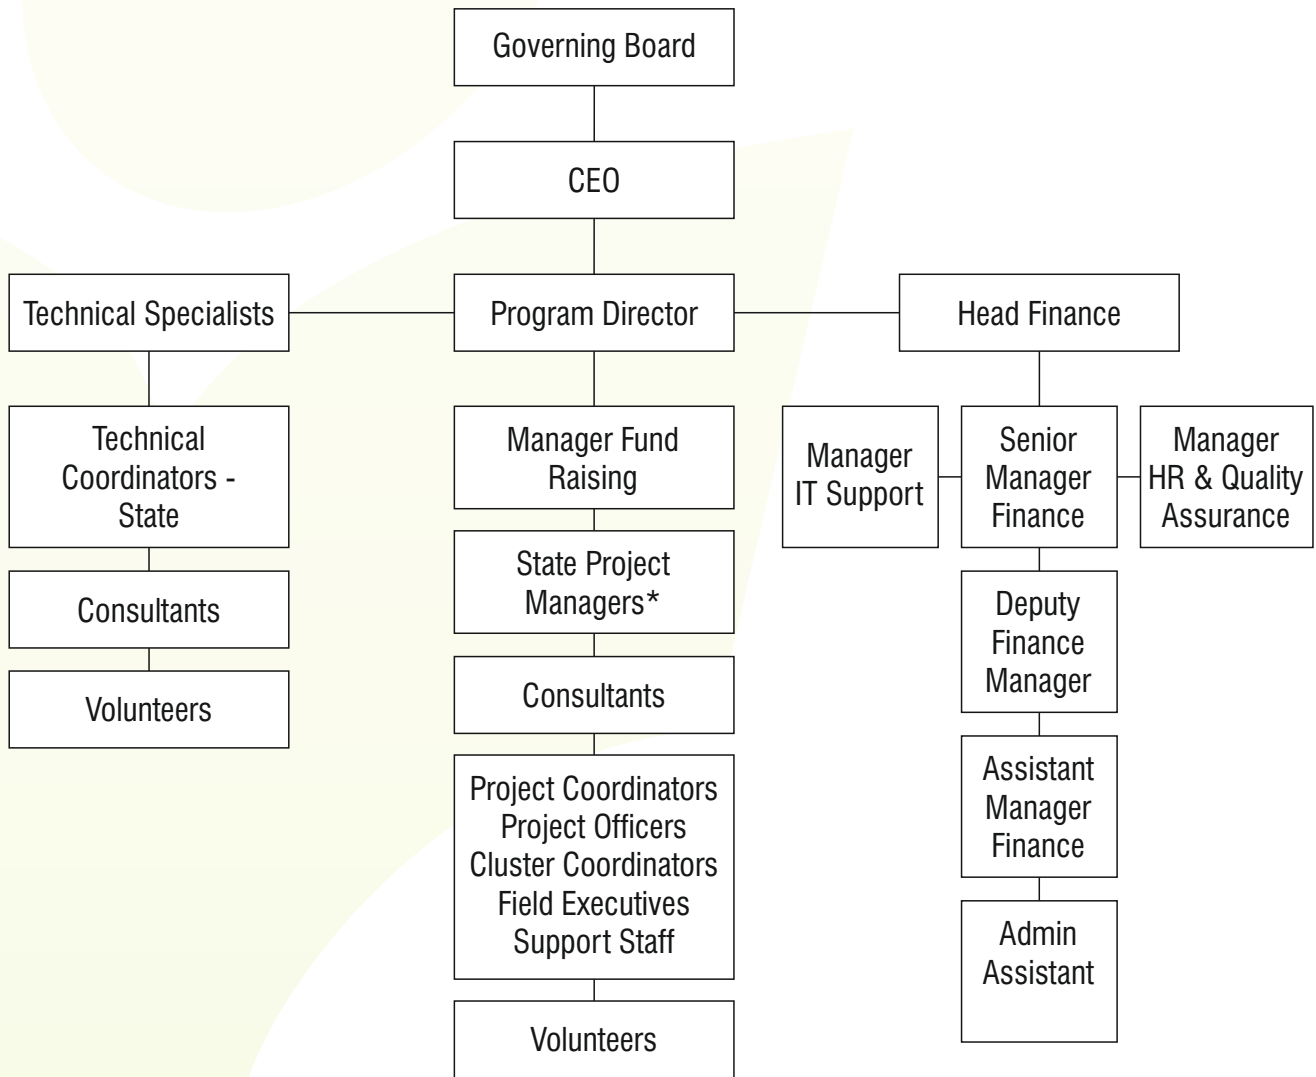 Governing Board
CEO
Technical Specialists
Program Director
Head Finance
Technical
Coordinators -
State
Consultants
Volunteers
Manager Fund
Raising
State Project
Managers*
Consultants
Project Coordinators
Project Officers
Cluster Coordinators
Field Executives
Support Staff
Volunteers
Manager
IT Support
Senior
Manager
Finance
Manager
HR & Quality
Assurance
Deputy
Finance
Manager
Assistant
Manager
Finance
Admin
Assistant